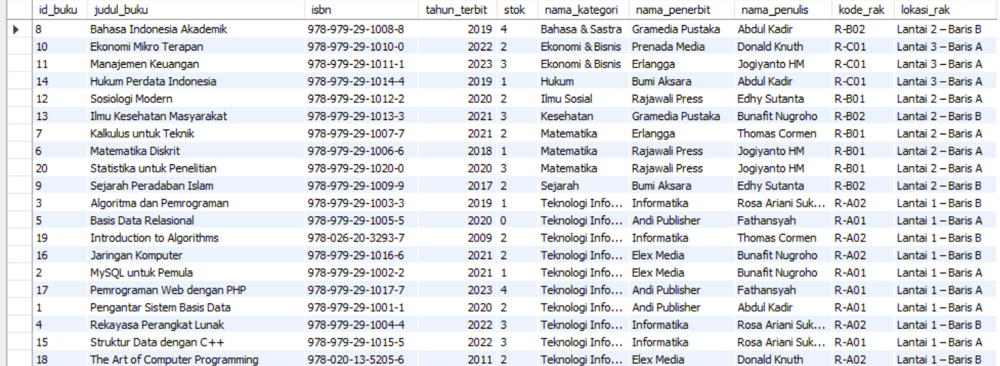 id_buku judul_buku isbn tahun_terbit stok nama_kategori nama_penerbit nama_penulis kode_rak lokasi_rak
8 Bahasa Indonesia Akademik 978-979-29-1008-8 2019 4 Bahasa & Sastra Gramedia Pustaka Abdul Kadir R-B02 Lantai 2 – Baris B
10 Ekonomi Mikro Terapan 978-979-29-1010-0 2022 2 Ekonomi & Bisnis Prenada Media Donald Knuth R-C01 Lantai 3 – Baris A
11 Manajemen Keuangan 978-979-29-1011-1 2023 3 Ekonomi & Bisnis Erlangga Jogiyanto HM R-C01 Lantai 3 – Baris A
14 Hukum Perdata Indonesia 978-979-29-1014-4 2019 1 Hukum Bumi Aksara Abdul Kadir R-C01 Lantai 3 – Baris A
12 Sosiologi Modern 978-979-29-1012-2 2020 2 Ilmu Sosial Rajawali Press Edhy Sutanta R-B01 Lantai 2 – Baris A
13 Ilmu Kesehatan Masyarakat 978-979-29-1013-3 2021 3 Kesehatan Gramedia Pustaka Bunafit Nugroho R-B02 Lantai 2 – Baris B
7 Kalkulus untuk Teknik 978-979-29-1007-7 2021 2 Matematika Erlangga Thomas Cormen R-B01 Lantai 2 – Baris A
6 Matematika Diskrit 978-979-29-1006-6 2018 1 Matematika Rajawali Press Jogiyanto HM R-B01 Lantai 2 – Baris A
20 Statistika untuk Penelitian 978-979-29-1020-0 2020 3 Matematika Rajawali Press Jogiyanto HM R-B01 Lantai 2 – Baris A
9 Sejarah Peradaban Islam 978-979-29-1009-9 2017 2 Sejarah Bumi Aksara Edhy Sutanta R-B02 Lantai 2 – Baris B
3 Algoritma dan Pemrograman 978-979-29-1003-3 2019 1 Teknologi Info... Informatika Rosa Ariani Suk... R-A02 Lantai 1 – Baris B
5 Basis Data Relasional 978-979-29-1005-5 2020 0 Teknologi Info... Andi Publisher Fathansyah R-A01 Lantai 1 – Baris A
19 Introduction to Algorithms 978-026-20-3293-7 2009 2 Teknologi Info... Informatika Thomas Cormen R-A02 Lantai 1 – Baris B
16 Jaringan Komputer 978-979-29-1016-6 2021 2 Teknologi Info... Elex Media Bunafit Nugroho R-A02 Lantai 1 – Baris B
2 MySQL untuk Pemula 978-979-29-1002-2 2021 1 Teknologi Info... Elex Media Bunafit Nugroho R-A01 Lantai 1 – Baris A
17 Pemrograman Web dengan PHP 978-979-29-1017-7 2023 4 Teknologi Info... Andi Publisher Fathansyah R-A01 Lantai 1 – Baris A
1 Pengantar Sistem Basis Data 978-979-29-1001-1 2020 2 Teknologi Info... Andi Publisher Abdul Kadir R-A01 Lantai 1 – Baris A
4 Rekayasa Perangkat Lunak 978-979-29-1004-4 2022 3 Teknologi Info... Informatika Rosa Ariani Suk... R-A02 Lantai 1 – Baris B
15 Struktur Data dengan C++ 978-979-29-1015-5 2022 3 Teknologi Info... Informatika Rosa Ariani Suk... R-A01 Lantai 1 – Baris A
18 The Art of Computer Programming 978-020-13-5205-6 2011 2 Teknologi Info... Elex Media Donald Knuth R-A02 Lantai 1 – Baris B